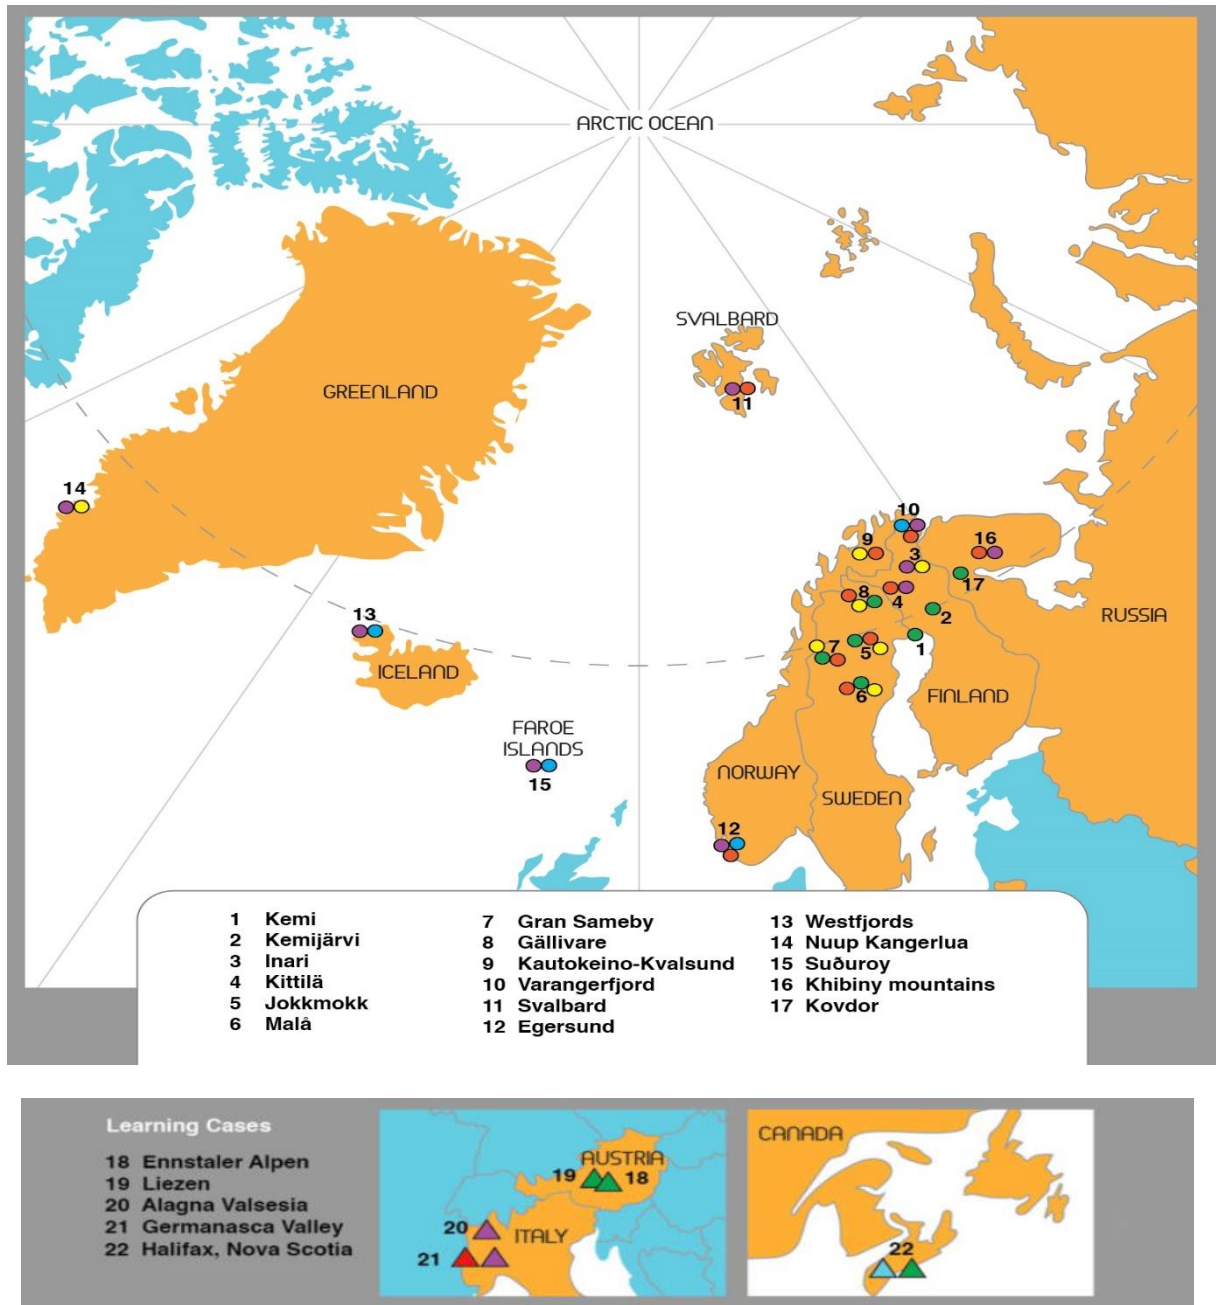 ARCTIC OCEAN
SVALBARD
GREENLAND
11
14
10
9
16
3
17
8
4
2
13
RUSSIA
7
5
1
ICELAND
6
FINLAND
FAROE
ISLANDS
15
NORWAY
SWEDEN
12
1 Kemi
2 Kemijärvi
3 Inari
4 Kittilä
5 Jokkmokk
6 Malå
7 Gran Sameby
8 Gällivare
9 Kautokeino-Kvalsund
10 Varangerfjord
11 Svalbard
12 Egersund
13 Westfjords
14 Nuup Kangerlua
15 Suðuroy
16 Khibiny mountains
17 Kovdor
Learning Cases
18 Ennstaler Alpen
19 Liezen
20 Alagna Valsesia
21 Germanasca Valley
22 Halifax, Nova Scotia
AUSTRIA
19
18
20
ITALY
21
CANADA
22